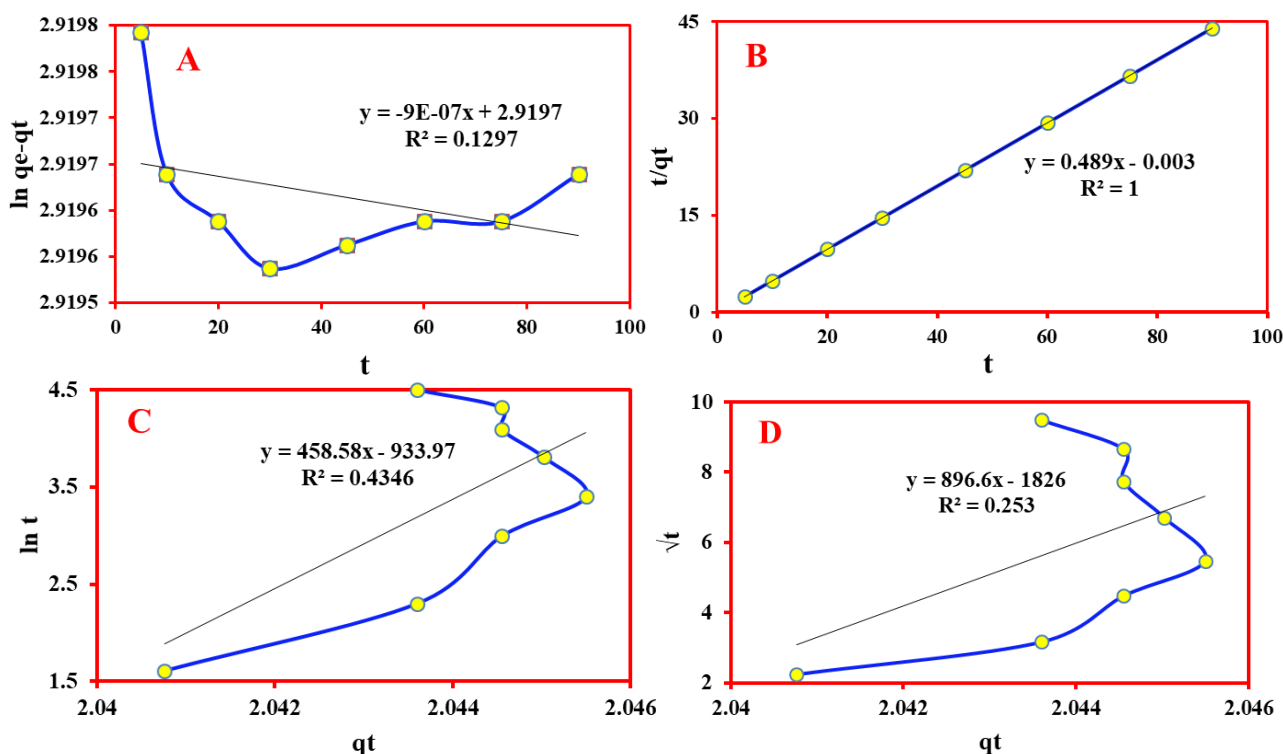 A
y = -9E-07x + 2.9197
R² = 0.1297
ln qe-qt
2.9198
2.9198
2.9197
2.9197
2.9196
2.9196
2.9195
0 20 40 60 80 100
t
B
y = 0.489x - 0.003
R² = 1
t/qt
45
30
15
0
0 20 40 60 80 100
t
C
y = 458.58x - 933.97
R² = 0.4346
ln t
4.5
3.5
2.5
1.5
2.04 2.042 2.044 2.046
qt
D
y = 896.6x - 1826
R² = 0.253
√t
10
8
6
4
2
2.04 2.042 2.044 2.046
qt